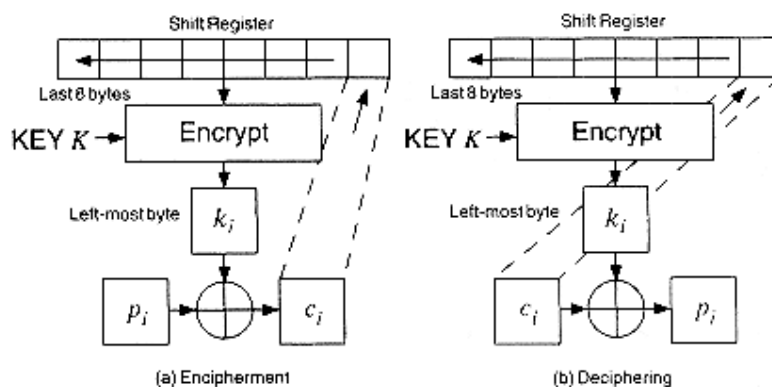 Shift Register
Last 8 bytes
KEY K
Encrypt
Left-most byte
k_i
p_i
c_i
(a) Encipherment
Shift Register
Last 8 bytes
KEY K
Encrypt
Left-most byte
k_i
c_i
p_i
(b) Deciphering